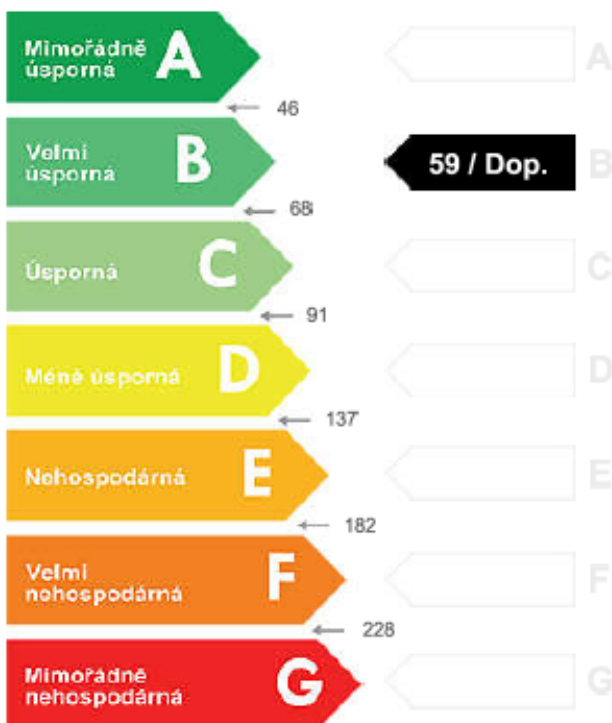 Mimořádně
úsporná
A
A
46
Velmi
úsporná
B
59 / Dop.
B
68
Úsporná
C
C
91
Méně úsporná
D
D
137
Nehospodárná
E
E
182
Velmi
nehospodárná
F
F
228
Mimořádně
nehospodárná
G
G